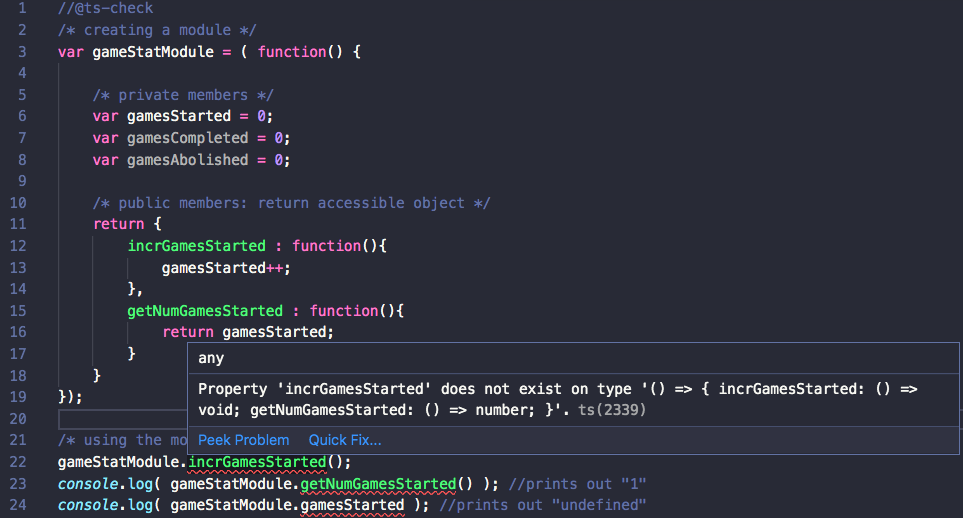 1 //@ts-check
2 /* creating a module */
3 var gameStatModule = ( function() {
4
5 /* private members */
6 var gamesStarted = 0;
7 var gamesCompleted = 0;
8 var gamesAbolished = 0;
9
10 /* public members: return accessible object */
11 return {
12 incrGamesStarted : function(){
13 gamesStarted++;
14 },
15 getNumGamesStarted : function(){
16 return gamesStarted;
17 }
any
18 }
Property 'incrGamesStarted' does not exist on type '() => { incrGamesStarted: () =>
19 });
void; getNumGamesStarted: () => number; }'. ts(2339)
20
21 /* using the mo
Peek Problem Quick Fix...
22 gameStatModule.incrGamesStarted();
23 console.log( gameStatModule.getNumGamesStarted() ); //prints out "1"
24 console.log( gameStatModule.gamesStarted ); //prints out "undefined"